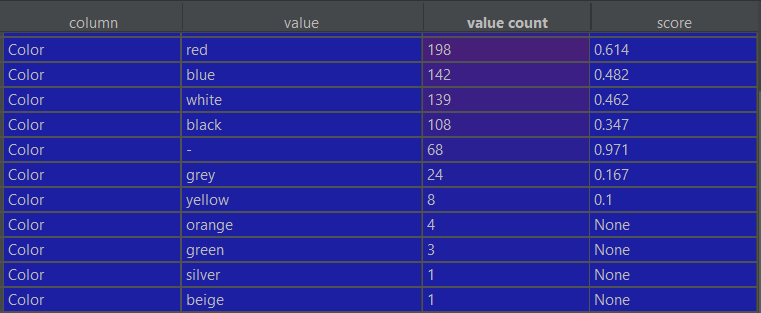 column value value count score
Color red 198 0.614
Color blue 142 0.482
Color white 139 0.462
Color black 108 0.347
Color - 68 0.971
Color grey 24 0.167
Color yellow 8 0.1
Color orange 4 None
Color green 3 None
Color silver 1 None
Color beige 1 None